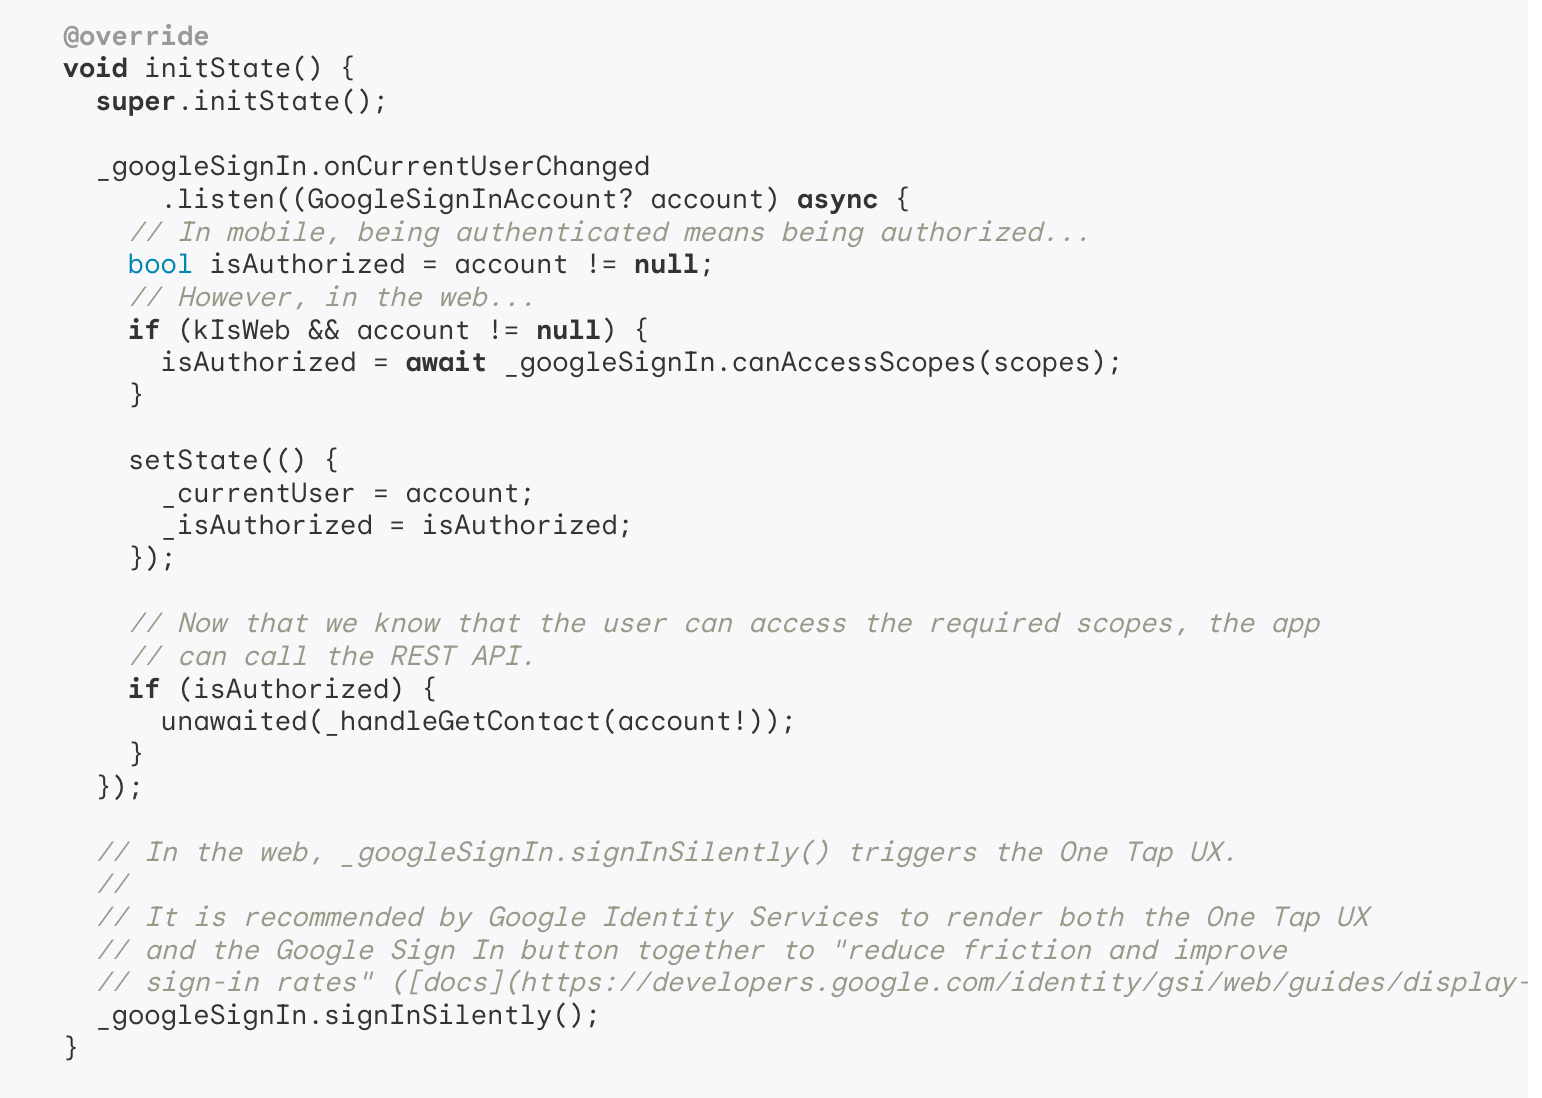 @override
void initState() {
  super.initState();

  _googleSignIn.onCurrentUserChanged
      .listen((GoogleSignInAccount? account) async {
    // In mobile, being authenticated means being authorized...
    bool isAuthorized = account != null;
    // However, in the web...
    if (kIsWeb && account != null) {
      isAuthorized = await _googleSignIn.canAccessScopes(scopes);
    }

    setState(() {
      _currentUser = account;
      _isAuthorized = isAuthorized;
    });

    // Now that we know that the user can access the required scopes, the app
    // can call the REST API.
    if (isAuthorized) {
      unawaited(_handleGetContact(account!));
    }
  });

  // In the web, _googleSignIn.signInSilently() triggers the One Tap UX.
  //
  // It is recommended by Google Identity Services to render both the One Tap UX
  // and the Google Sign In button together to "reduce friction and improve
  // sign-in rates" ([docs](https://developers.google.com/identity/gsi/web/guides/display-
  _googleSignIn.signInSilently();
}